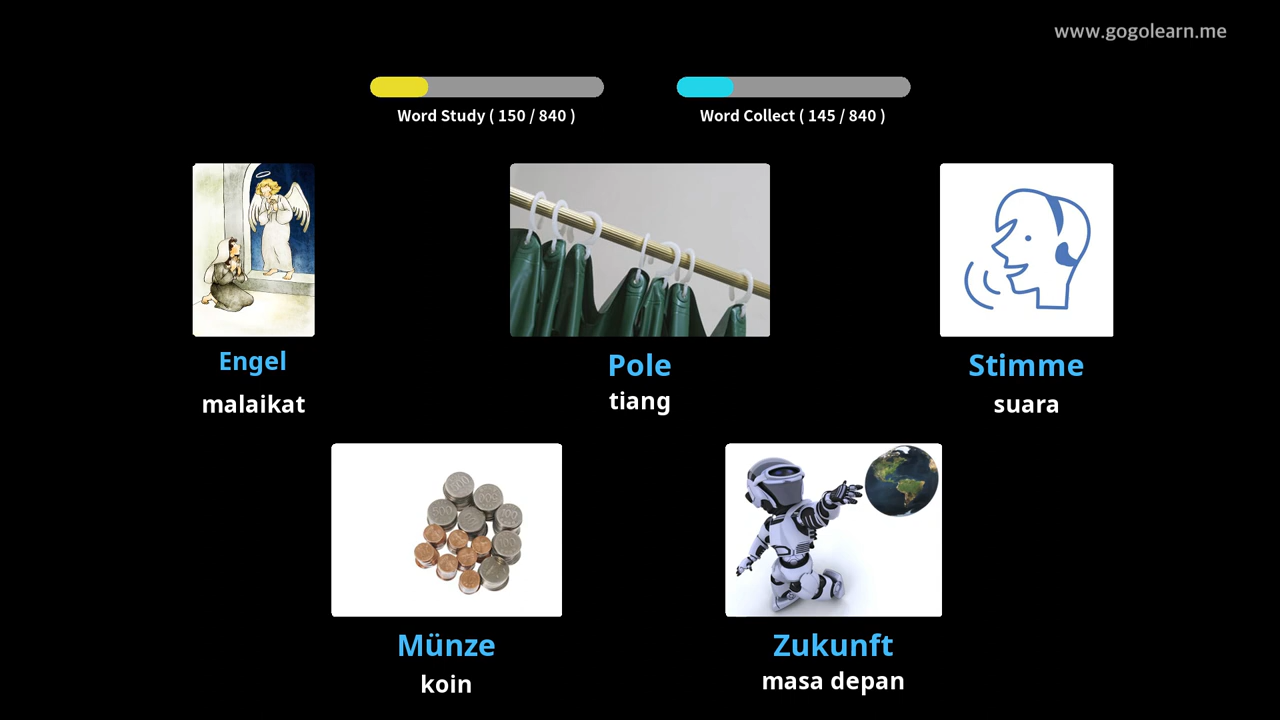 www.gogolearn.me
Word Study ( 150 / 840 )
Word Collect ( 145 / 840 )
Engel
malaikat
Pole
tiang
Stimme
suara
Münze
koin
Zukunft
masa depan